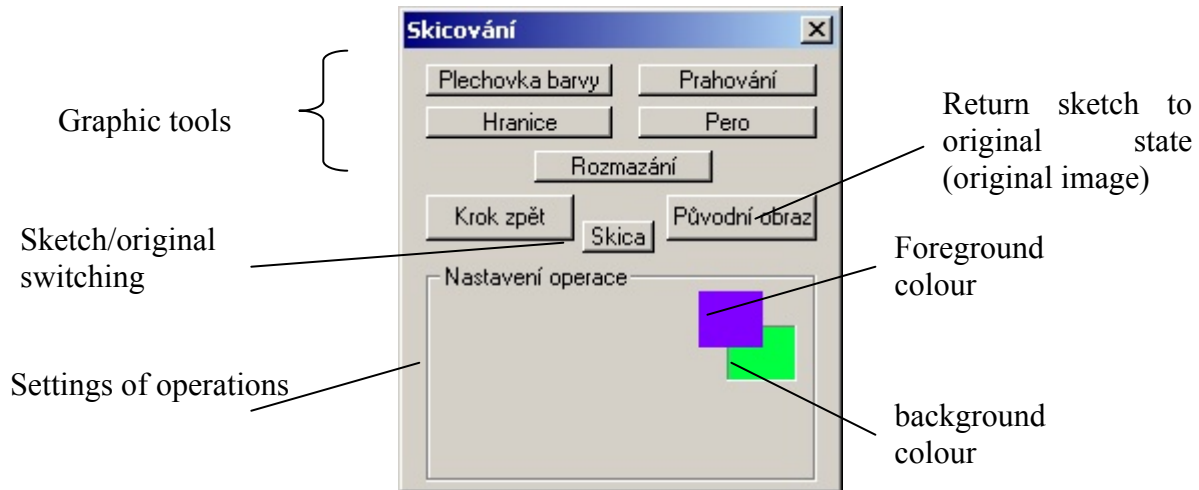 Skicování
Plechovka barvy
Prahování
Hranice
Pero
Rozmazání
Krok zpět
Skica
Původní obraz
Nastavení operace
Graphic tools
Sketch/original
switching
Settings of operations
Return sketch to
original state
(original image)
Foreground
colour
background
colour